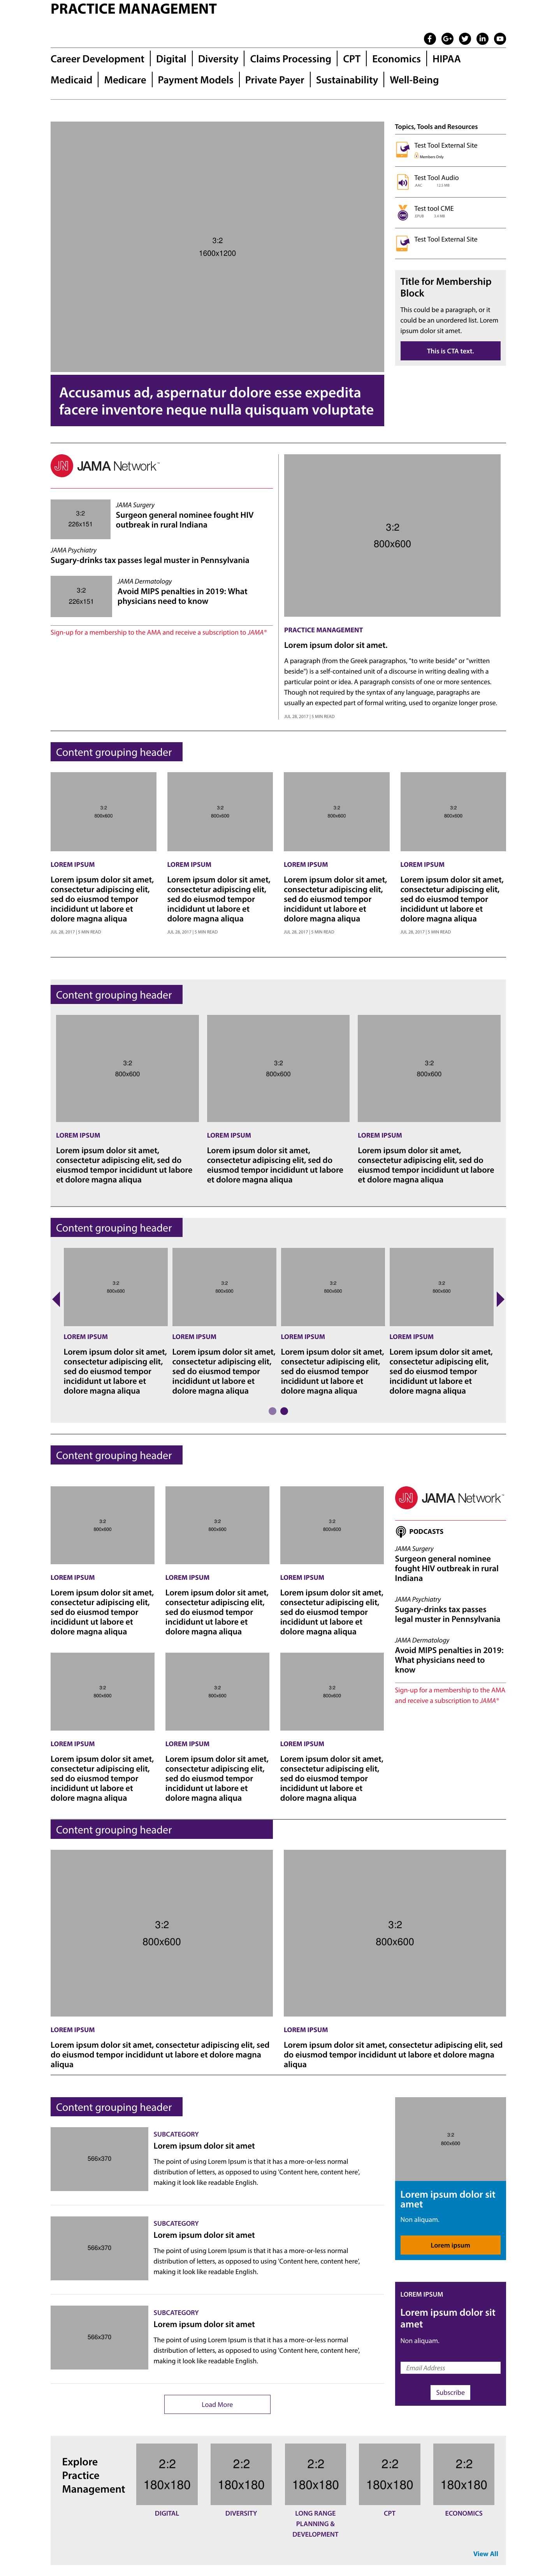 PRACTICE MANAGEMENT
Career Development | Digital | Diversity | Claims Processing | CPT | Economics | HIPAA
Medicaid | Medicare | Payment Models | Private Payer | Sustainability | Well-Being
3:2
1600x1200
Accusamus ad, aspernatur dolore esse expedita
facere inventore neque nulla quisquam voluptate
Topics, Tools and Resources
Test Tool External Site
Members Only
Test Tool Audio
.AAC 12.5 MB
Test tool CME
Test Tool External Site
Title for Membership
Block
This could be a paragraph, or it
could be an unordered list. Lorem
ipsum dolor sit amet.
This is CTA text.
JN JAMA Network™
3:2
226x151
JAMA Surgery
Surgeon general nominee fought HIV
outbreak in rural Indiana
JAMA Psychiatry
Sugary-drinks tax passes legal muster in Pennsylvania
3:2
226x151
JAMA Dermatology
Avoid MIPS penalties in 2019: What
physicians need to know
Sign-up for a membership to the AMA and receive a subscription to JAMA®
3:2
800x600
PRACTICE MANAGEMENT
Lorem ipsum dolor sit amet.
A paragraph (from the Greek paragraphos, "to write beside" or "written
beside") is a self-contained unit of a discourse in writing dealing with a
particular point or idea. A paragraph consists of one or more sentences.
Though not required by the syntax of any language, paragraphs are
usually an expected part of formal writing, used to organize longer prose.
JUL 28, 2017 | 5 MIN READ
Content grouping header
3:2
800x600
LOREM IPSUM
Lorem ipsum dolor sit amet,
consectetur adipiscing elit,
sed do eiusmod tempor
incididunt ut labore et
dolore magna aliqua
JUL 28, 2017 | 5 MIN READ
3:2
800x600
LOREM IPSUM
Lorem ipsum dolor sit amet,
consectetur adipiscing elit,
sed do eiusmod tempor
incididunt ut labore et
dolore magna aliqua
JUL 28, 2017 | 5 MIN READ
3:2
800x600
LOREM IPSUM
Lorem ipsum dolor sit amet,
consectetur adipiscing elit,
sed do eiusmod tempor
incididunt ut labore et
dolore magna aliqua
JUL 28, 2017 | 5 MIN READ
3:2
800x600
LOREM IPSUM
Lorem ipsum dolor sit amet,
consectetur adipiscing elit,
sed do eiusmod tempor
incididunt ut labore et
dolore magna aliqua
JUL 28, 2017 | 5 MIN READ
Content grouping header
3:2
800x600
LOREM IPSUM
Lorem ipsum dolor sit amet,
consectetur adipiscing elit, sed do
eiusmod tempor incididunt ut labore
et dolore magna aliqua
3:2
800x600
LOREM IPSUM
Lorem ipsum dolor sit amet,
consectetur adipiscing elit, sed do
eiusmod tempor incididunt ut labore
et dolore magna aliqua
3:2
800x600
LOREM IPSUM
Lorem ipsum dolor sit amet,
consectetur adipiscing elit, sed do
eiusmod tempor incididunt ut labore
et dolore magna aliqua
Content grouping header
3:2
800x600
LOREM IPSUM
Lorem ipsum dolor sit amet,
consectetur adipiscing elit,
sed do eiusmod tempor
incididunt ut labore et
dolore magna aliqua
3:2
800x600
LOREM IPSUM
Lorem ipsum dolor sit amet,
consectetur adipiscing elit,
sed do eiusmod tempor
incididunt ut labore et
dolore magna aliqua
3:2
800x600
LOREM IPSUM
Lorem ipsum dolor sit amet,
consectetur adipiscing elit,
sed do eiusmod tempor
incididunt ut labore et
dolore magna aliqua
3:2
800x600
LOREM IPSUM
Lorem ipsum dolor sit amet,
consectetur adipiscing elit,
sed do eiusmod tempor
incididunt ut labore et
dolore magna aliqua
Content grouping header
3:2
800x600
LOREM IPSUM
Lorem ipsum dolor sit amet,
consectetur adipiscing elit,
sed do eiusmod tempor
incididunt ut labore et
dolore magna aliqua
3:2
800x600
LOREM IPSUM
Lorem ipsum dolor sit amet,
consectetur adipiscing elit,
sed do eiusmod tempor
incididunt ut labore et
dolore magna aliqua
3:2
800x600
LOREM IPSUM
Lorem ipsum dolor sit amet,
consectetur adipiscing elit,
sed do eiusmod tempor
incididunt ut labore et
dolore magna aliqua
3:2
800x600
LOREM IPSUM
Lorem ipsum dolor sit amet,
consectetur adipiscing elit,
sed do eiusmod tempor
incididunt ut labore et
dolore magna aliqua
3:2
800x600
LOREM IPSUM
Lorem ipsum dolor sit amet,
consectetur adipiscing elit,
sed do eiusmod tempor
incididunt ut labore et
dolore magna aliqua
3:2
800x600
LOREM IPSUM
Lorem ipsum dolor sit amet,
consectetur adipiscing elit,
sed do eiusmod tempor
incididunt ut labore et
dolore magna aliqua
JN JAMA Network™
PODCASTS
JAMA Surgery
Surgeon general nominee
fought HIV outbreak in rural
Indiana
JAMA Psychiatry
Sugary-drinks tax passes
legal muster in Pennsylvania
JAMA Dermatology
Avoid MIPS penalties in 2019:
What physicians need to
know
Sign-up for a membership to the AMA
and receive a subscription to JAMA®
Content grouping header
3:2
800x600
LOREM IPSUM
Lorem ipsum dolor sit amet, consectetur adipiscing elit, sed
do eiusmod tempor incididunt ut labore et dolore magna
aliqua
3:2
800x600
LOREM IPSUM
Lorem ipsum dolor sit amet, consectetur adipiscing elit, sed
do eiusmod tempor incididunt ut labore et dolore magna
aliqua
Content grouping header
566x370
SUBCATEGORY
Lorem ipsum dolor sit amet
The point of using Lorem Ipsum is that it has a more-or-less normal
distribution of letters, as opposed to using 'Content here, content here',
making it look like readable English.
566x370
SUBCATEGORY
Lorem ipsum dolor sit amet
The point of using Lorem Ipsum is that it has a more-or-less normal
distribution of letters, as opposed to using 'Content here, content here',
making it look like readable English.
566x370
SUBCATEGORY
Lorem ipsum dolor sit amet
The point of using Lorem Ipsum is that it has a more-or-less normal
distribution of letters, as opposed to using 'Content here, content here',
making it look like readable English.
Load More
3:2
800x600
Lorem ipsum dolor sit
amet
Non aliquam.
Lorem ipsum
LOREM IPSUM
Lorem ipsum dolor sit
amet
Non aliquam.
Email Address
Subscribe
Explore
Practice
Management
2:2
180x180
DIGITAL
2:2
180x180
DIVERSITY
2:2
180x180
LONG RANGE
PLANNING &
DEVELOPMENT
2:2
180x180
CPT
2:2
180x180
ECONOMICS
View All